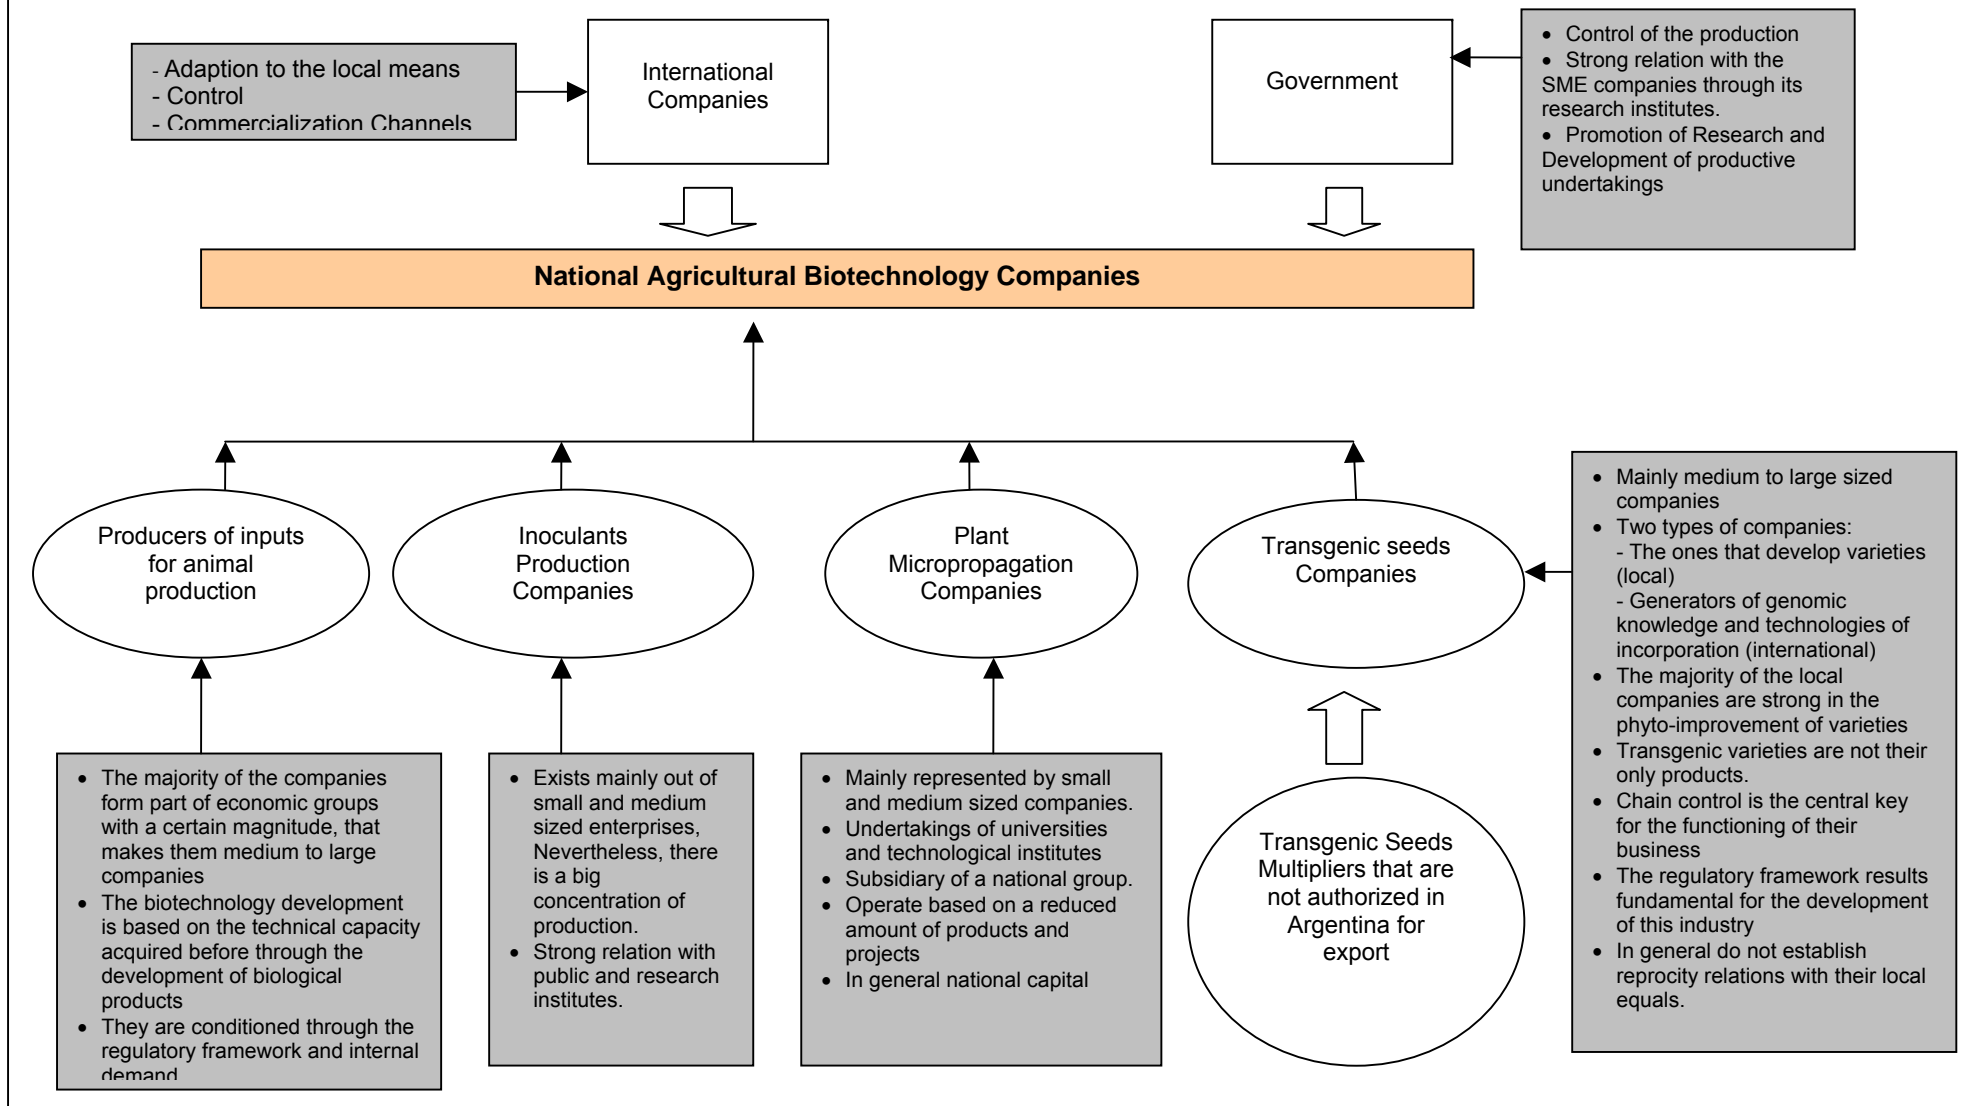 - Adaption to the local means
- Control
- Commercialization Channels
International
Companies
Government
• Control of the production
• Strong relation with the
SME companies through its
research institutes.
• Promotion of Research and
Development of productive
undertakings
National Agricultural Biotechnology Companies
Producers of inputs
for animal
production
Inoculants
Production
Companies
Plant
Micropropagation
Companies
Transgenic seeds
Companies
• Mainly medium to large sized
companies
• Two types of companies:
- The ones that develop varieties
(local)
- Generators of genomic
knowledge and technologies of
incorporation (international)
• The majority of the local
companies are strong in the
phyto-improvement of varieties
• Transgenic varieties are not their
only products.
• Chain control is the central key
for the functioning of their
business
• The regulatory framework results
fundamental for the development
of this industry
• In general do not establish
reprocity relations with their local
equals.
• The majority of the companies
form part of economic groups
with a certain magnitude, that
makes them medium to large
companies
• The biotechnology development
is based on the technical capacity
acquired before through the
development of biological
products
• They are conditioned through the
regulatory framework and internal
demand
• Exists mainly out of
small and medium
sized enterprises,
Nevertheless, there
is a big
concentration of
production.
• Strong relation with
public and research
institutes.
• Mainly represented by small
and medium sized companies.
• Undertakings of universities
and technological institutes
• Subsidiary of a national group.
• Operate based on a reduced
amount of products and
projects
• In general national capital
Transgenic Seeds
Multipliers that are
not authorized in
Argentina for
export